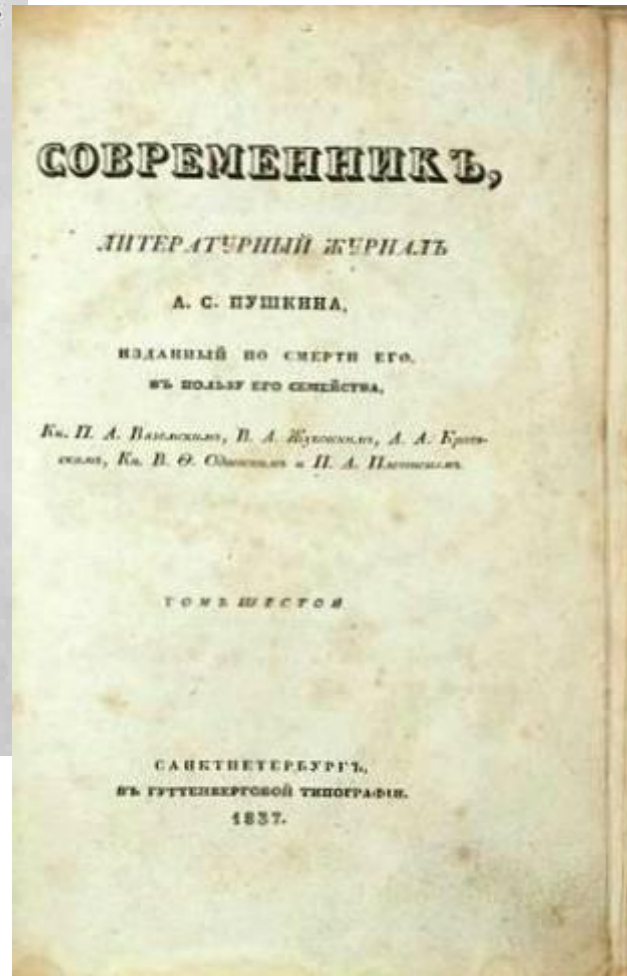 СОВРЕМЕННИКЪ,
ЛИТЕРАТУРНЫЙ ЖУРНАЛЪ
А. С. ПУШКИНА,
ИЗДАННЫЙ ПО СМЕРТИ ЕГО,
ВЪ ПОЛЬЗУ ЕГО СЕМЕЙСТВА,
Кн. П. А. Вяземскимъ, В. А. Жуковскимъ, А. А. Краев-
скимъ, Кн. В. Ѳ. Одоевскимъ и П. А. Плетневымъ
ТОМЪ ШЕСТОЙ
САНКТПЕТЕРБУРГЪ,
ВЪ ГУТТЕНБЕРГОВОЙ ТИПОГРАФІИ.
1837.